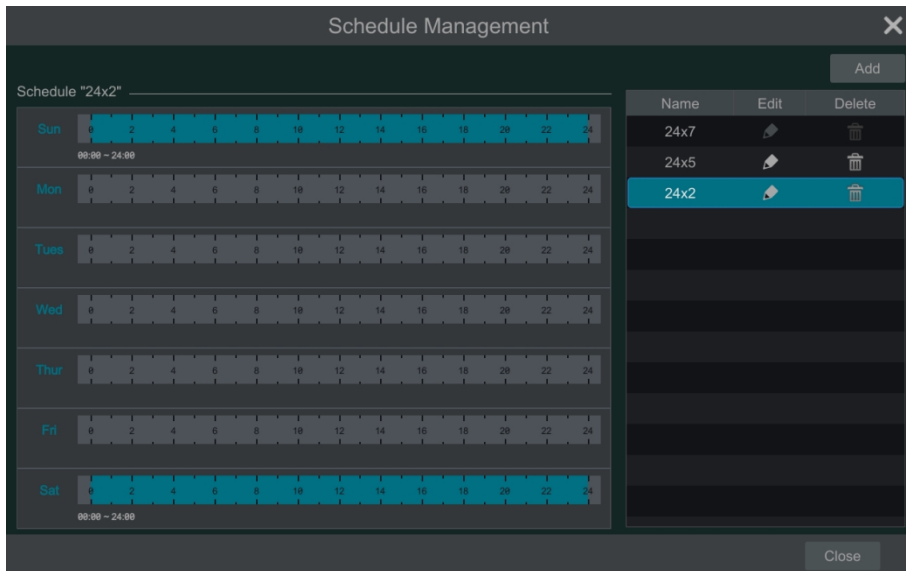 Schedule Management
Add
Schedule "24x2"
Sun 0 2 4 6 8 10 12 14 16 18 20 22 24
00:00 ~ 24:00
Mon 0 2 4 6 8 10 12 14 16 18 20 22 24
Tues 0 2 4 6 8 10 12 14 16 18 20 22 24
Wed 0 2 4 6 8 10 12 14 16 18 20 22 24
Thur 0 2 4 6 8 10 12 14 16 18 20 22 24
Fri 0 2 4 6 8 10 12 14 16 18 20 22 24
Sat 0 2 4 6 8 10 12 14 16 18 20 22 24
00:00 ~ 24:00
Name Edit Delete
24x7
24x5
24x2
Close